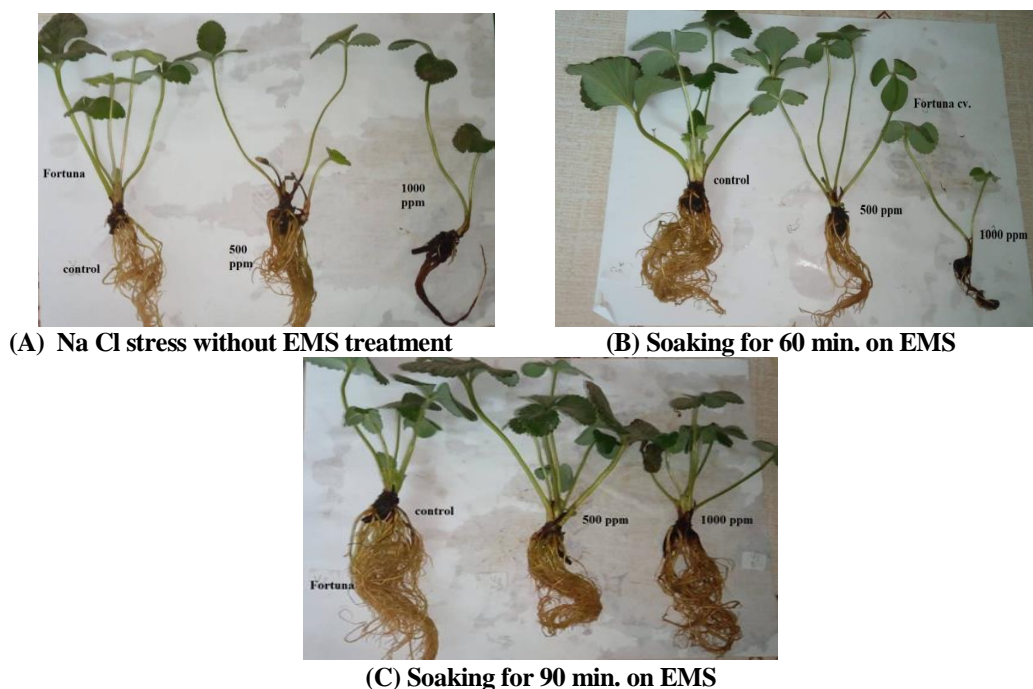 Fortuna
control
500
ppm
1000
ppm
(A) Na Cl stress without EMS treatment
Fortuna cv.
control
500 ppm
1000 ppm
(B) Soaking for 60 min. on EMS
control
500 ppm
1000 ppm
Fortuna
(C) Soaking for 90 min. on EMS